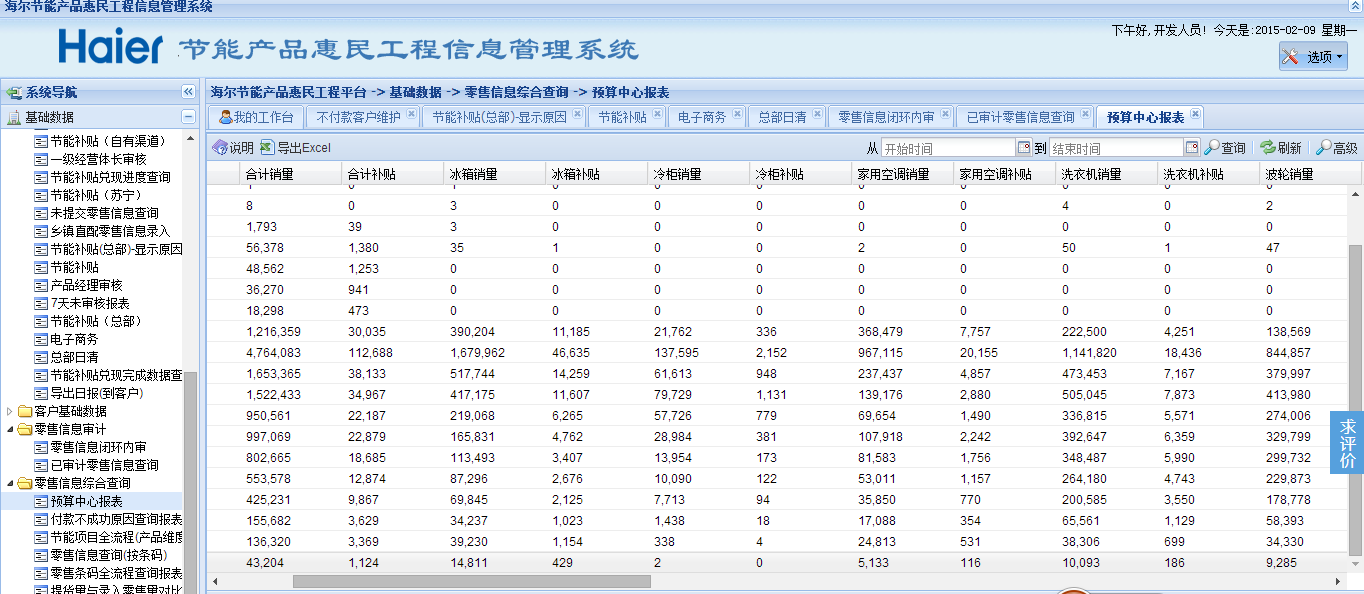 海尔节能产品惠民工程信息管理系统
Haier 节能产品惠民工程信息管理系统
下午好,开发人员! 今天是:2015-02-09 星期一
选项
系统导航
海尔节能产品惠民工程平台 -> 基础数据 -> 零售信息综合查询 -> 预算中心报表
基础数据
我的工作台 不付款客户维护 节能补贴(总部)-显示原因 节能补贴 电子商务 总部日清 零售信息闭环内审 已审计零售信息查询 预算中心报表
说明 导出Excel 从 开始时间 到 结束时间 查询 刷新 高级
节能补贴（自有渠道）
一级经营体长审核
节能补贴兑现进度查询
节能补贴（苏宁）
未提交零售信息查询
乡镇直配零售信息录入
节能补贴(总部)-显示原因
节能补贴
产品经理审核
7天未审核报表
节能补贴（总部）
电子商务
总部日清
节能补贴兑现完成数据查
导出日报(到客户)
客户基础数据
零售信息审计
零售信息闭环内审
已审计零售信息查询
零售信息综合查询
预算中心报表
付款不成功原因查询报表
节能项目全流程(产品维度
零售信息查询(按条码)
零售条码全流程查询报表
提货量与录入零售量对比
合计销量 合计补贴 冰箱销量 冰箱补贴 冷柜销量 冷柜补贴 家用空调销量 家用空调补贴 洗衣机销量 洗衣机补贴 波轮销量
8 0 3 0 0 0 0 0 4 0 2
1,793 39 3 0 0 0 0 0 0 0 0
56,378 1,380 35 1 0 0 2 0 50 1 47
48,562 1,253 0 0 0 0 0 0 0 0 0
36,270 941 0 0 0 0 0 0 0 0 0
18,298 473 0 0 0 0 0 0 0 0 0
1,216,359 30,035 390,204 11,185 21,762 336 368,479 7,757 222,500 4,251 138,569
4,764,083 112,688 1,679,962 46,635 137,595 2,152 967,115 20,155 1,141,820 18,436 844,857
1,653,365 38,133 517,744 14,259 61,613 948 237,437 4,857 473,453 7,167 379,997
1,522,433 34,967 417,175 11,607 79,729 1,131 139,176 2,880 505,045 7,873 413,980
950,561 22,187 219,068 6,265 57,726 779 69,654 1,490 336,815 5,571 274,006
997,069 22,879 165,831 4,762 28,984 381 107,918 2,242 392,647 6,359 329,799
802,665 18,685 113,493 3,407 13,954 173 81,583 1,756 348,487 5,990 299,732
553,578 12,874 87,296 2,676 10,090 122 53,011 1,157 264,180 4,743 229,873
425,231 9,867 69,845 2,125 7,713 94 35,850 770 200,585 3,550 178,778
155,682 3,629 34,237 1,023 1,438 18 17,088 354 65,561 1,129 58,393
136,320 3,369 39,230 1,154 338 4 24,813 531 38,306 699 34,330
43,204 1,124 14,811 429 2 0 5,133 116 10,093 186 9,285
求评价